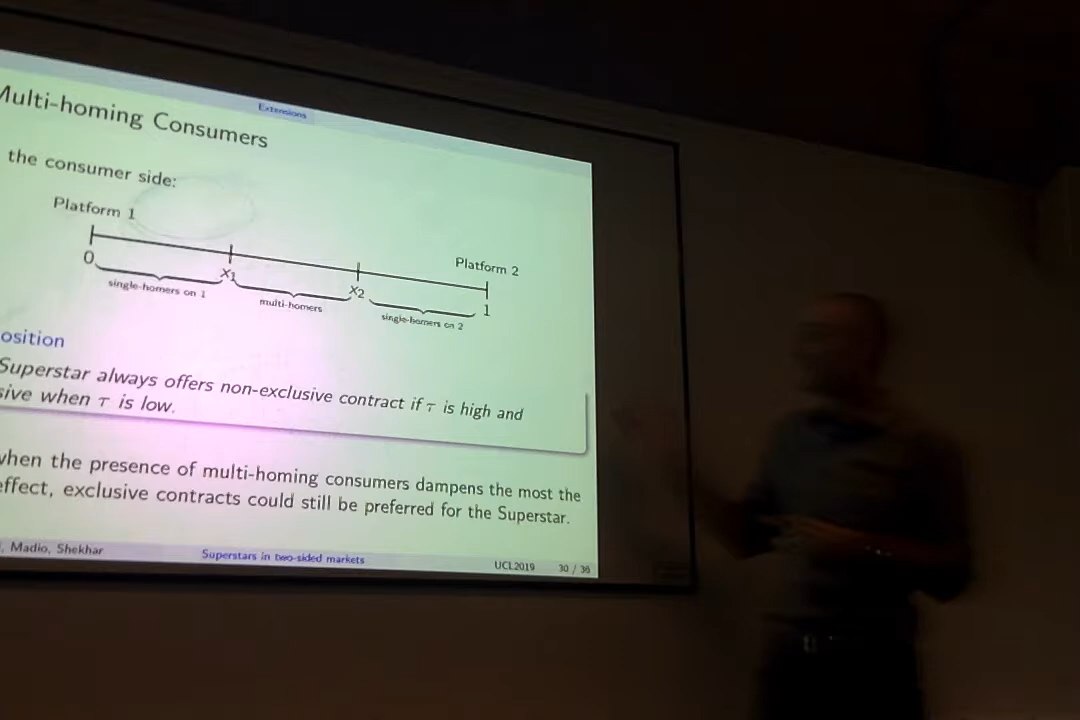 Extensions
Multi-homing Consumers
the consumer side:
Platform 1
Platform 2
0
x1
x2
1
single-homers on 1
multi-homers
single-homers on 2
osition
Superstar always offers non-exclusive contract if τ is high and
sive when τ is low.
when the presence of multi-homing consumers dampens the most the
effect, exclusive contracts could still be preferred for the Superstar.
, Madio, Shekhar
Superstars in two-sided markets
UCL2019 30 / 36